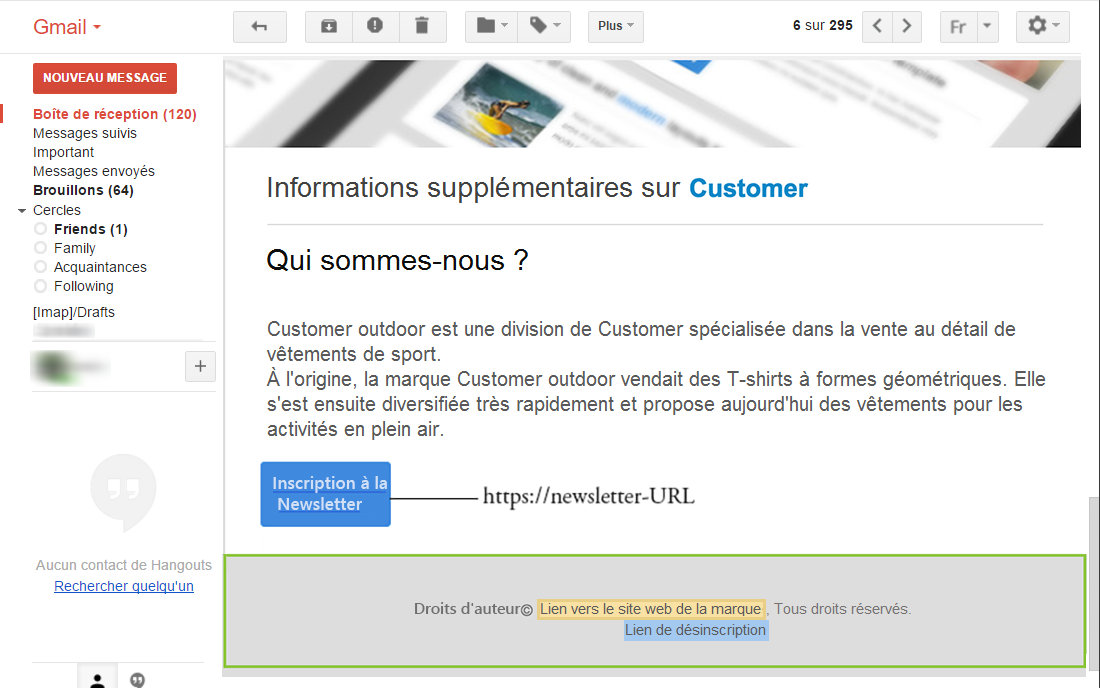 Gmail
Plus
6 sur 295
Fr
NOUVEAU MESSAGE
Boîte de réception (120)
Messages suivis
Important
Messages envoyés
Brouillons (64)
Cercles
Friends (1)
Family
Acquaintances
Following
[Imap]/Drafts
Aucun contact de Hangouts
Rechercher quelqu'un
Informations supplémentaires sur Customer
Qui sommes-nous ?
Customer outdoor est une division de Customer spécialisée dans la vente au détail de
vêtements de sport.
À l'origine, la marque Customer outdoor vendait des T-shirts à formes géométriques. Elle
s'est ensuite diversifiée très rapidement et propose aujourd'hui des vêtements pour les
activités en plein air.
Inscription à la
Newsletter
https://newsletter-URL
Droits d'auteur© Lien vers le site web de la marque, Tous droits réservés.
Lien de désinscription